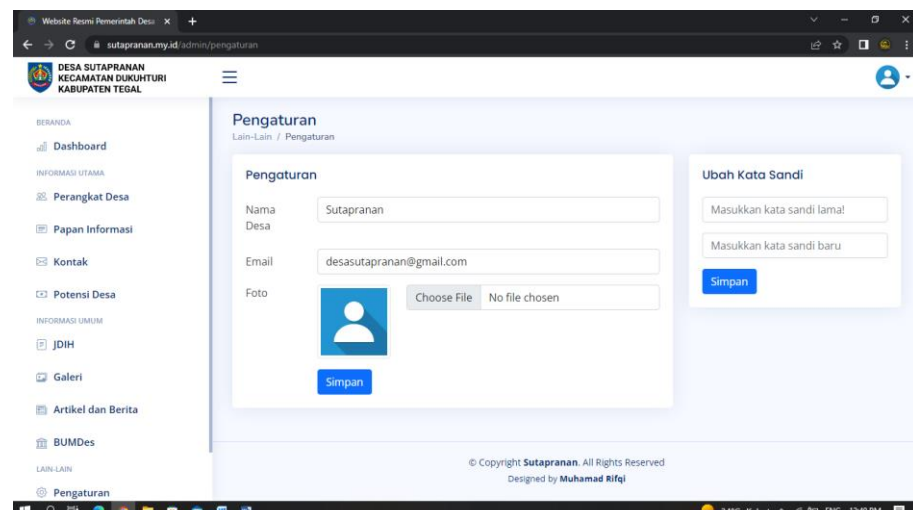 Website Resmi Pemerintah Desa
sutapranan.my.id/admin/pengaturan
DESA SUTAPRANAN
KECAMATAN DUKUHTURI
KABUPATEN TEGAL
BERANDA
Dashboard
INFORMASI UTAMA
Perangkat Desa
Papan Informasi
Kontak
Potensi Desa
INFORMASI UMUM
JDIH
Galeri
Artikel dan Berita
BUMDes
LAIN-LAIN
Pengaturan
Pengaturan
Lain-Lain / Pengaturan
Pengaturan
Nama Desa
Sutapranan
Email
desasutapranan@gmail.com
Foto
Choose File No file chosen
Simpan
Ubah Kata Sandi
Masukkan kata sandi lama!
Masukkan kata sandi baru
Simpan
© Copyright Sutapranan. All Rights Reserved
Designed by Muhamad Rifqi